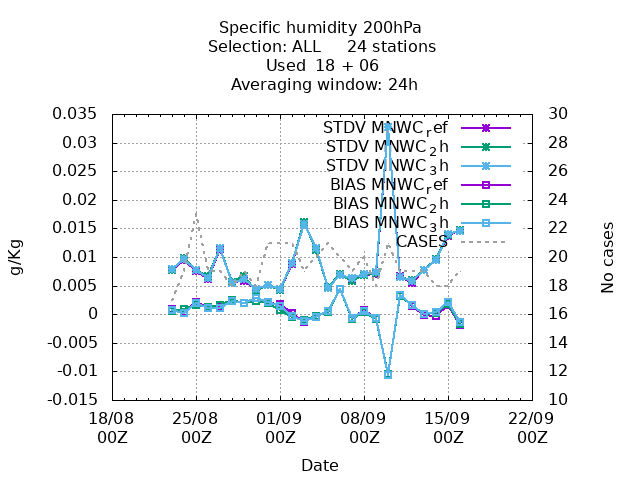 Specific humidity 200hPa
Selection: ALL 24 stations
Used 18 + 06
Averaging window: 24h
g/Kg
0.035
0.03
0.025
0.02
0.015
0.01
0.005
0
-0.005
-0.01
-0.015
STDV MNWC_ref
STDV MNWC_2h
STDV MNWC_3h
BIAS MNWC_ref
BIAS MNWC_2h
BIAS MNWC_3h
CASES
30
28
26
24
22
20
18
16
14
12
10
No cases
18/08 25/08 01/09 08/09 15/09 22/09
00Z 00Z 00Z 00Z 00Z 00Z
Date